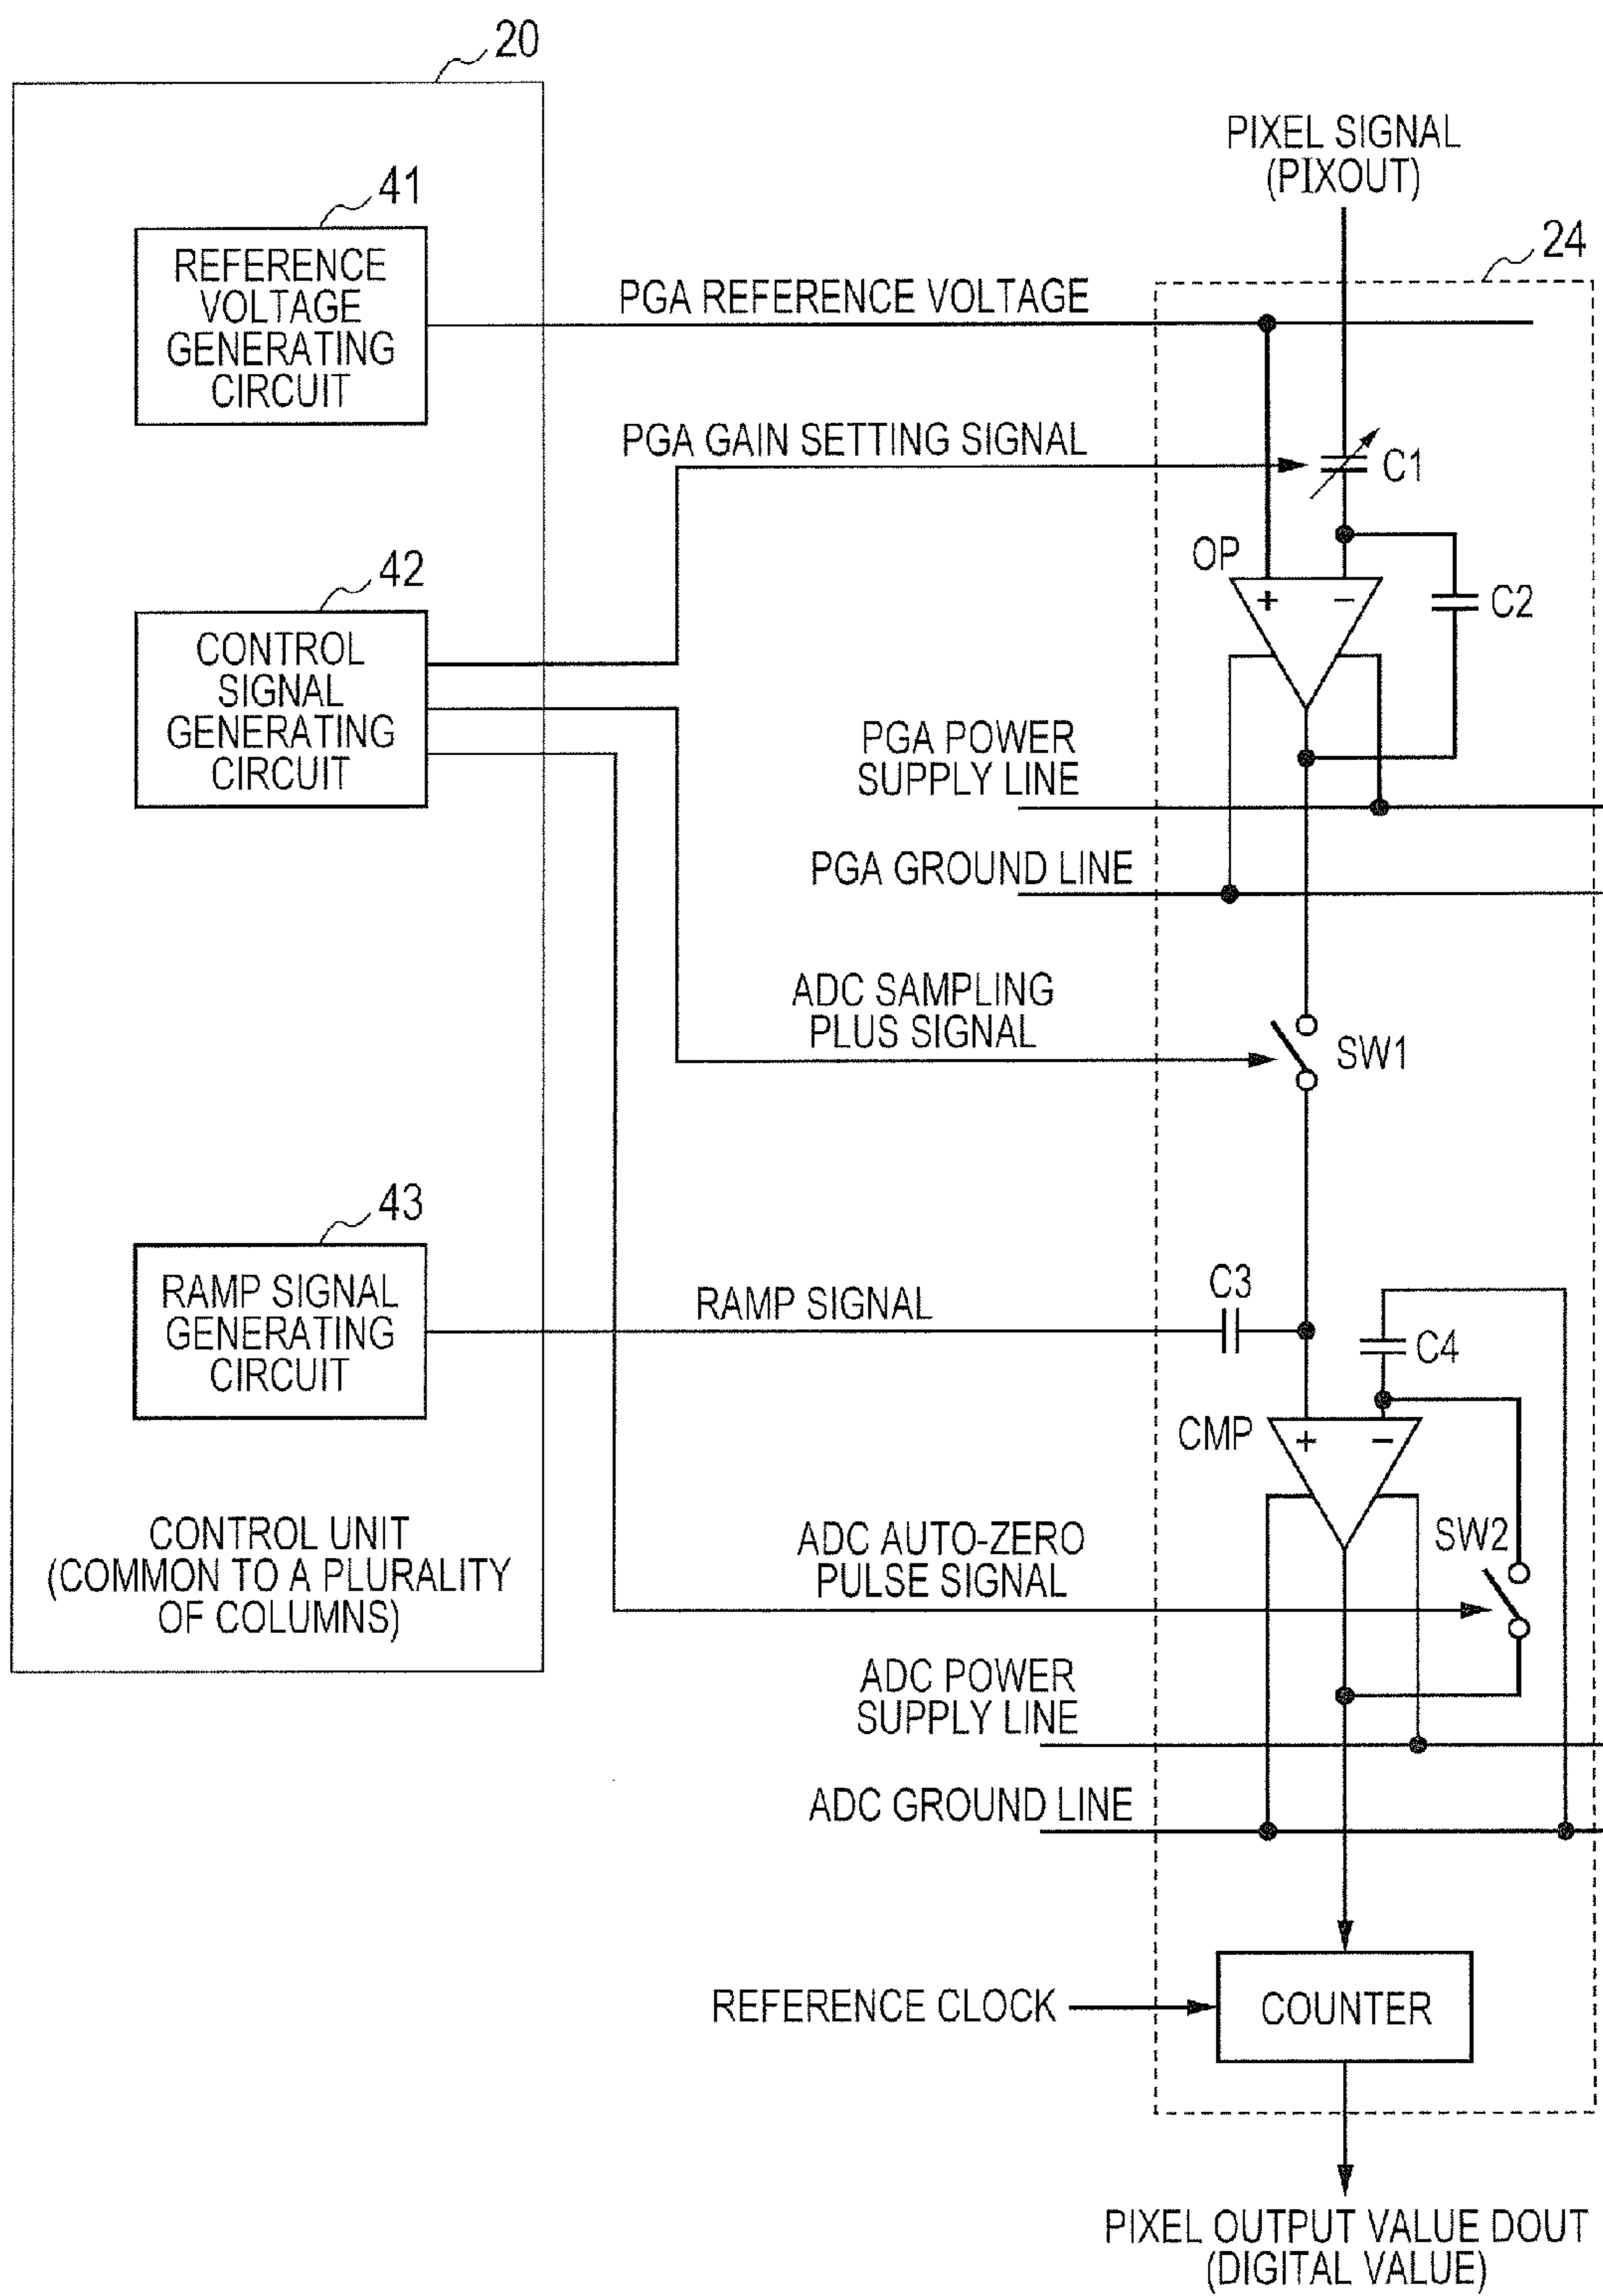 20
PIXEL SIGNAL
(PIXOUT)
41
24
REFERENCE
VOLTAGE
GENERATING
CIRCUIT
PGA REFERENCE VOLTAGE
PGA GAIN SETTING SIGNAL
C1
42
OP
+
−
C2
CONTROL
SIGNAL
GENERATING
CIRCUIT
PGA POWER
SUPPLY LINE
PGA GROUND LINE
ADC SAMPLING
PLUS SIGNAL
SW1
43
RAMP SIGNAL
GENERATING
CIRCUIT
RAMP SIGNAL
C3
C4
CMP
+
−
CONTROL UNIT
(COMMON TO A PLURALITY
OF COLUMNS)
ADC AUTO-ZERO
PULSE SIGNAL
SW2
ADC POWER
SUPPLY LINE
ADC GROUND LINE
REFERENCE CLOCK
COUNTER
PIXEL OUTPUT VALUE DOUT
(DIGITAL VALUE)